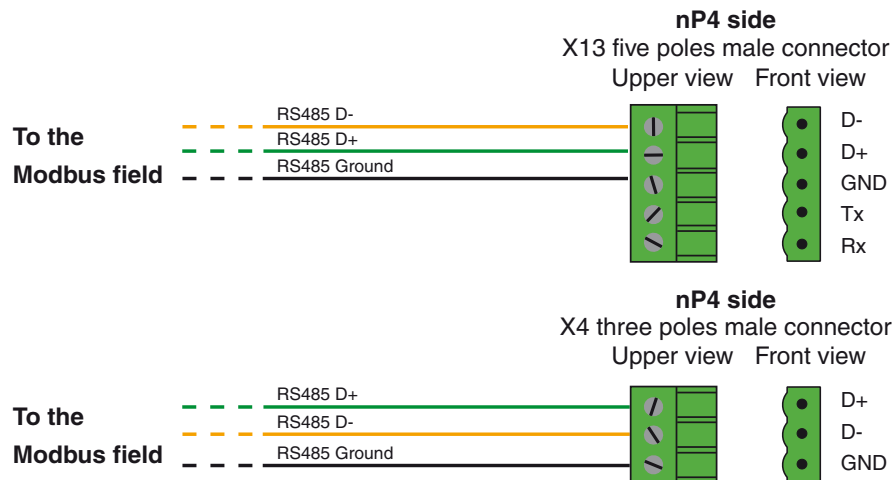 nP4 side
X13 five poles male connector
Upper view Front view
To the
Modbus field
RS485 D-
RS485 D+
RS485 Ground
D-
D+
GND
Tx
Rx
nP4 side
X4 three poles male connector
Upper view Front view
To the
Modbus field
RS485 D+
RS485 D-
RS485 Ground
D+
D-
GND